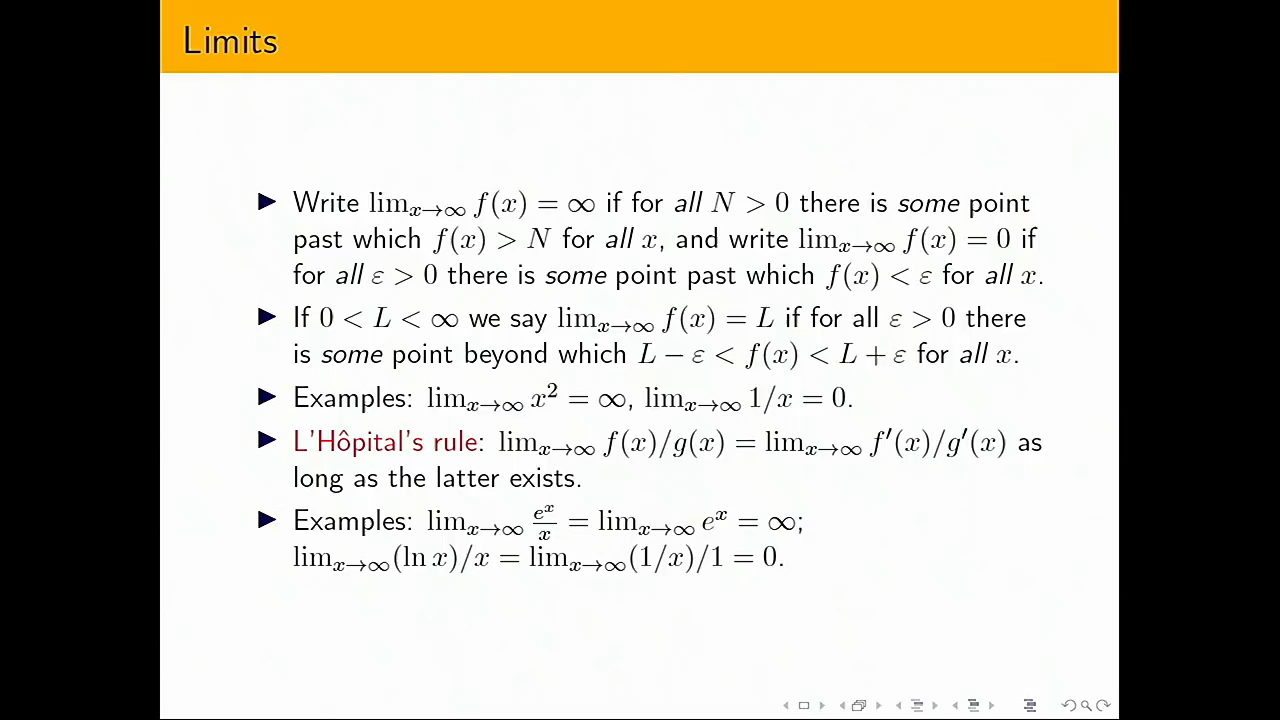 Limits
▶ Write lim_{x→∞} f(x) = ∞ if for all N > 0 there is some point
past which f(x) > N for all x, and write lim_{x→∞} f(x) = 0 if
for all ε > 0 there is some point past which f(x) < ε for all x.
▶ If 0 < L < ∞ we say lim_{x→∞} f(x) = L if for all ε > 0 there
is some point beyond which L − ε < f(x) < L + ε for all x.
▶ Examples: lim_{x→∞} x² = ∞, lim_{x→∞} 1/x = 0.
▶ L'Hôpital's rule: lim_{x→∞} f(x)/g(x) = lim_{x→∞} f′(x)/g′(x) as
long as the latter exists.
▶ Examples: lim_{x→∞} \frac{e^x}{x} = lim_{x→∞} e^x = ∞;
lim_{x→∞}(ln x)/x = lim_{x→∞}(1/x)/1 = 0.